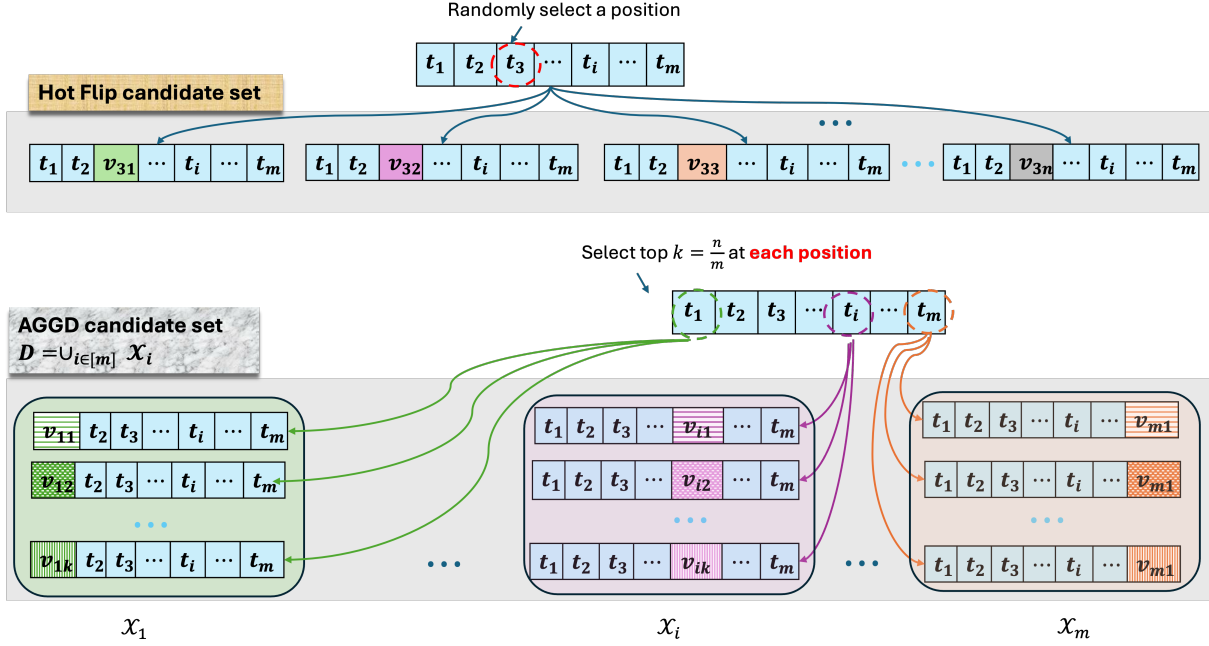 Randomly select a position
t₁ t₂ t₃ ⋯ tᵢ ⋯ tₘ
Hot Flip candidate set
⋯
t₁ t₂ v₃₁ ⋯ tᵢ ⋯ tₘ
t₁ t₂ v₃₂ ⋯ tᵢ ⋯ tₘ
t₁ t₂ v₃₃ ⋯ tᵢ ⋯ tₘ
⋯
t₁ t₂ v₃ₙ ⋯ tᵢ ⋯ tₘ
Select top k = n/m at each position
t₁ t₂ t₃ ⋯ tᵢ ⋯ tₘ
AGGD candidate set
D =∪ᵢ∈[ₘ] 𝒳ᵢ
v₁₁ t₂ t₃ ⋯ tᵢ ⋯ tₘ
v₁₂ t₂ t₃ ⋯ tᵢ ⋯ tₘ
⋯
v₁ₖ t₂ t₃ ⋯ tᵢ ⋯ tₘ
𝒳₁
⋯
t₁ t₂ t₃ ⋯ vᵢ₁ ⋯ tₘ
t₁ t₂ t₃ ⋯ vᵢ₂ ⋯ tₘ
⋯
t₁ t₂ t₃ ⋯ vᵢₖ ⋯ tₘ
𝒳ᵢ
⋯
t₁ t₂ t₃ ⋯ tᵢ ⋯ vₘ₁
t₁ t₂ t₃ ⋯ tᵢ ⋯ vₘ₁
⋯
t₁ t₂ t₃ ⋯ tᵢ ⋯ vₘ₁
𝒳ₘ